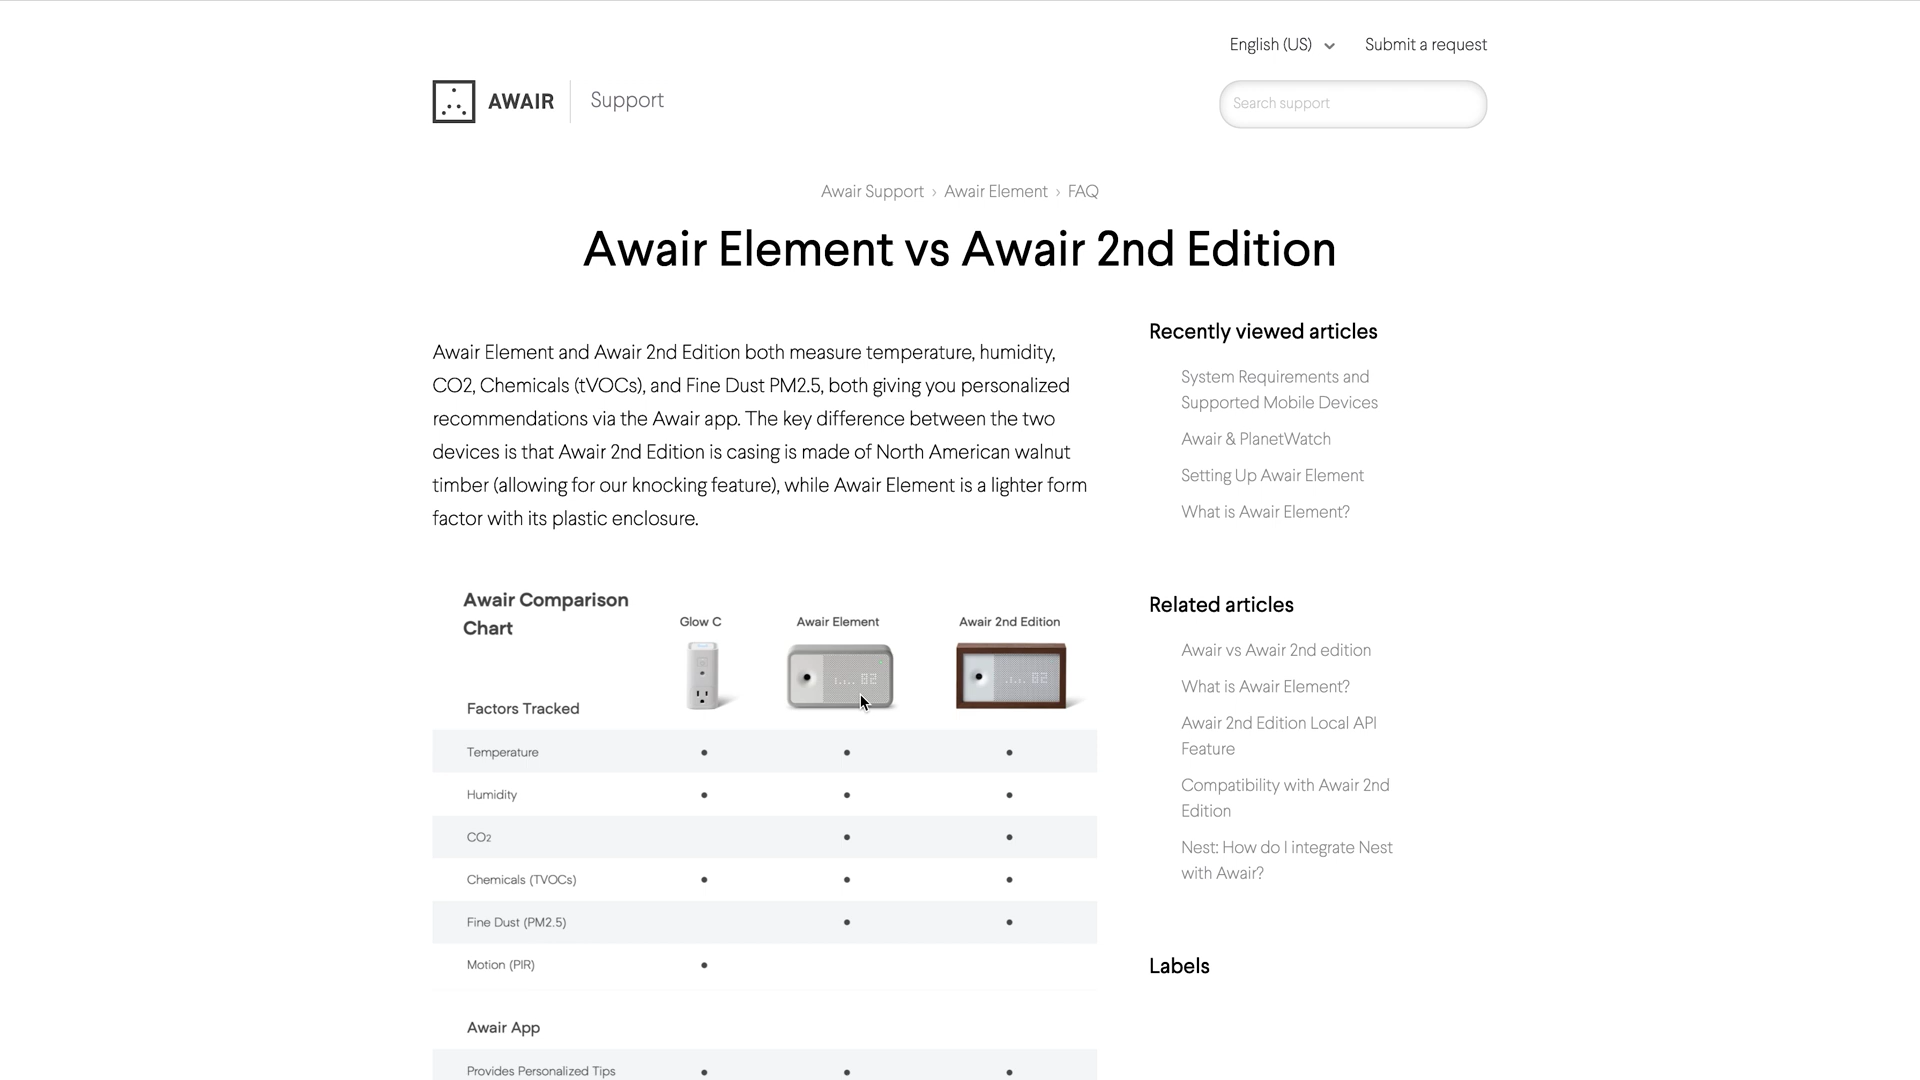 English (US)
Submit a request
AWAIR
Support
Search support
Awair Support › Awair Element › FAQ
Awair Element vs Awair 2nd Edition
Awair Element and Awair 2nd Edition both measure temperature, humidity,
CO2, Chemicals (tVOCs), and Fine Dust PM2.5, both giving you personalized
recommendations via the Awair app. The key difference between the two
devices is that Awair 2nd Edition is casing is made of North American walnut
timber (allowing for our knocking feature), while Awair Element is a lighter form
factor with its plastic enclosure.
Awair Comparison
Chart
Glow C
Awair Element
Awair 2nd Edition
82
82
Factors Tracked
Temperature
Humidity
CO2
Chemicals (TVOCs)
Fine Dust (PM2.5)
Motion (PIR)
Awair App
Provides Personalized Tips
Recently viewed articles
System Requirements and
Supported Mobile Devices
Awair & PlanetWatch
Setting Up Awair Element
What is Awair Element?
Related articles
Awair vs Awair 2nd edition
What is Awair Element?
Awair 2nd Edition Local API
Feature
Compatibility with Awair 2nd
Edition
Nest: How do I integrate Nest
with Awair?
Labels